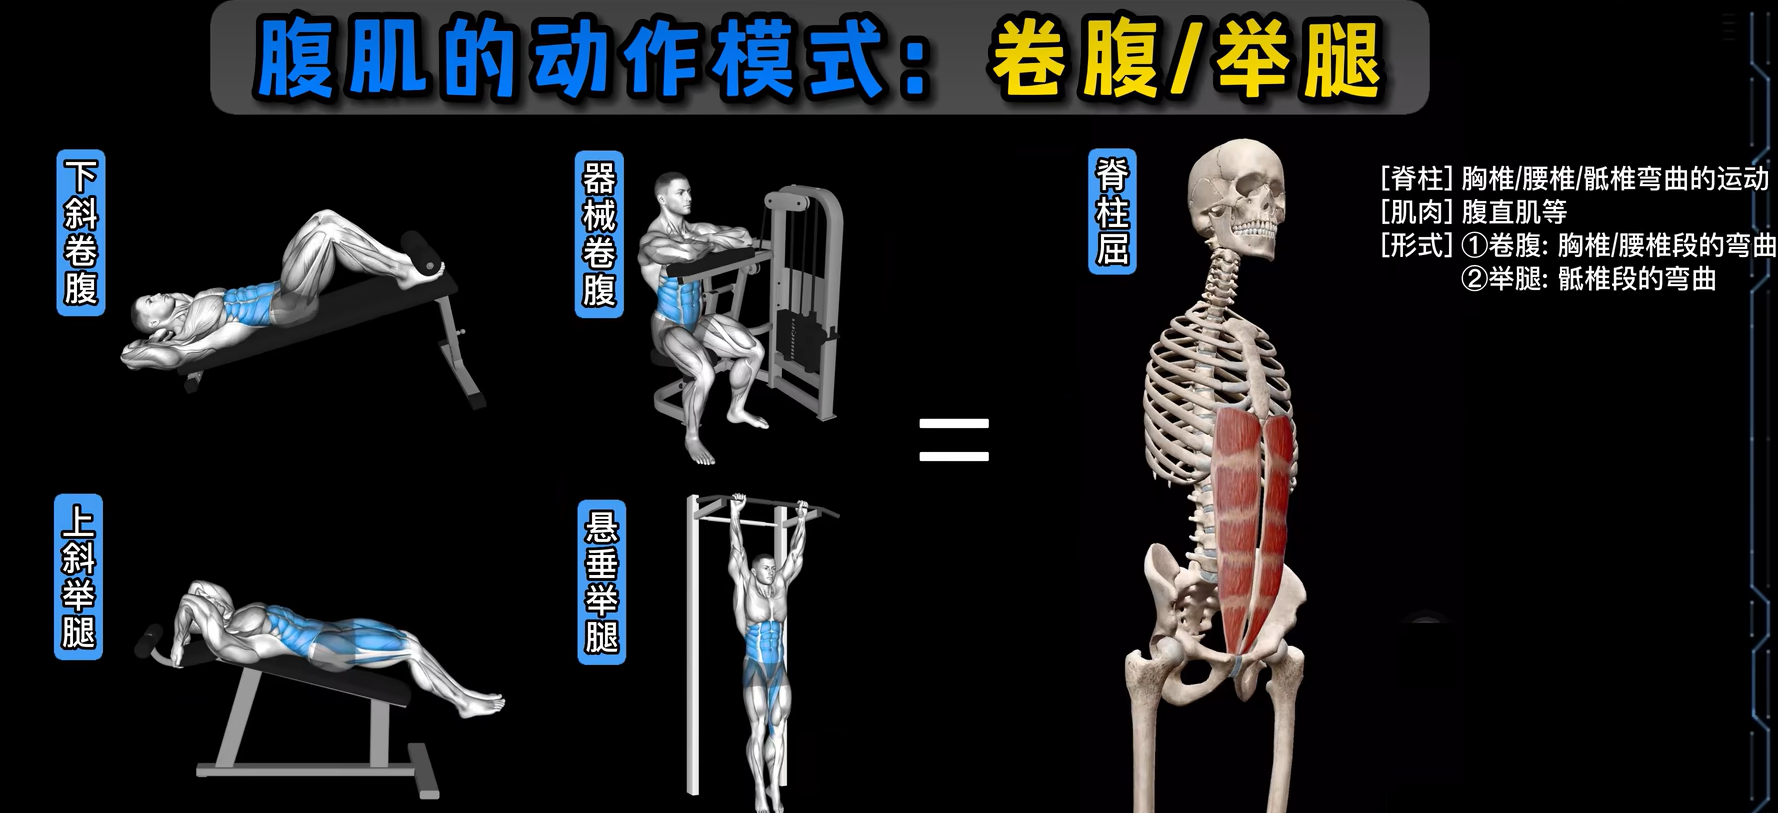 腹肌的动作模式：卷腹/举腿
下斜卷腹
器械卷腹
脊柱屈
[脊柱] 胸椎/腰椎/骶椎弯曲的运动
[肌肉] 腹直肌等
[形式] ①卷腹: 胸椎/腰椎段的弯曲
②举腿: 骶椎段的弯曲
=
上斜举腿
悬垂举腿